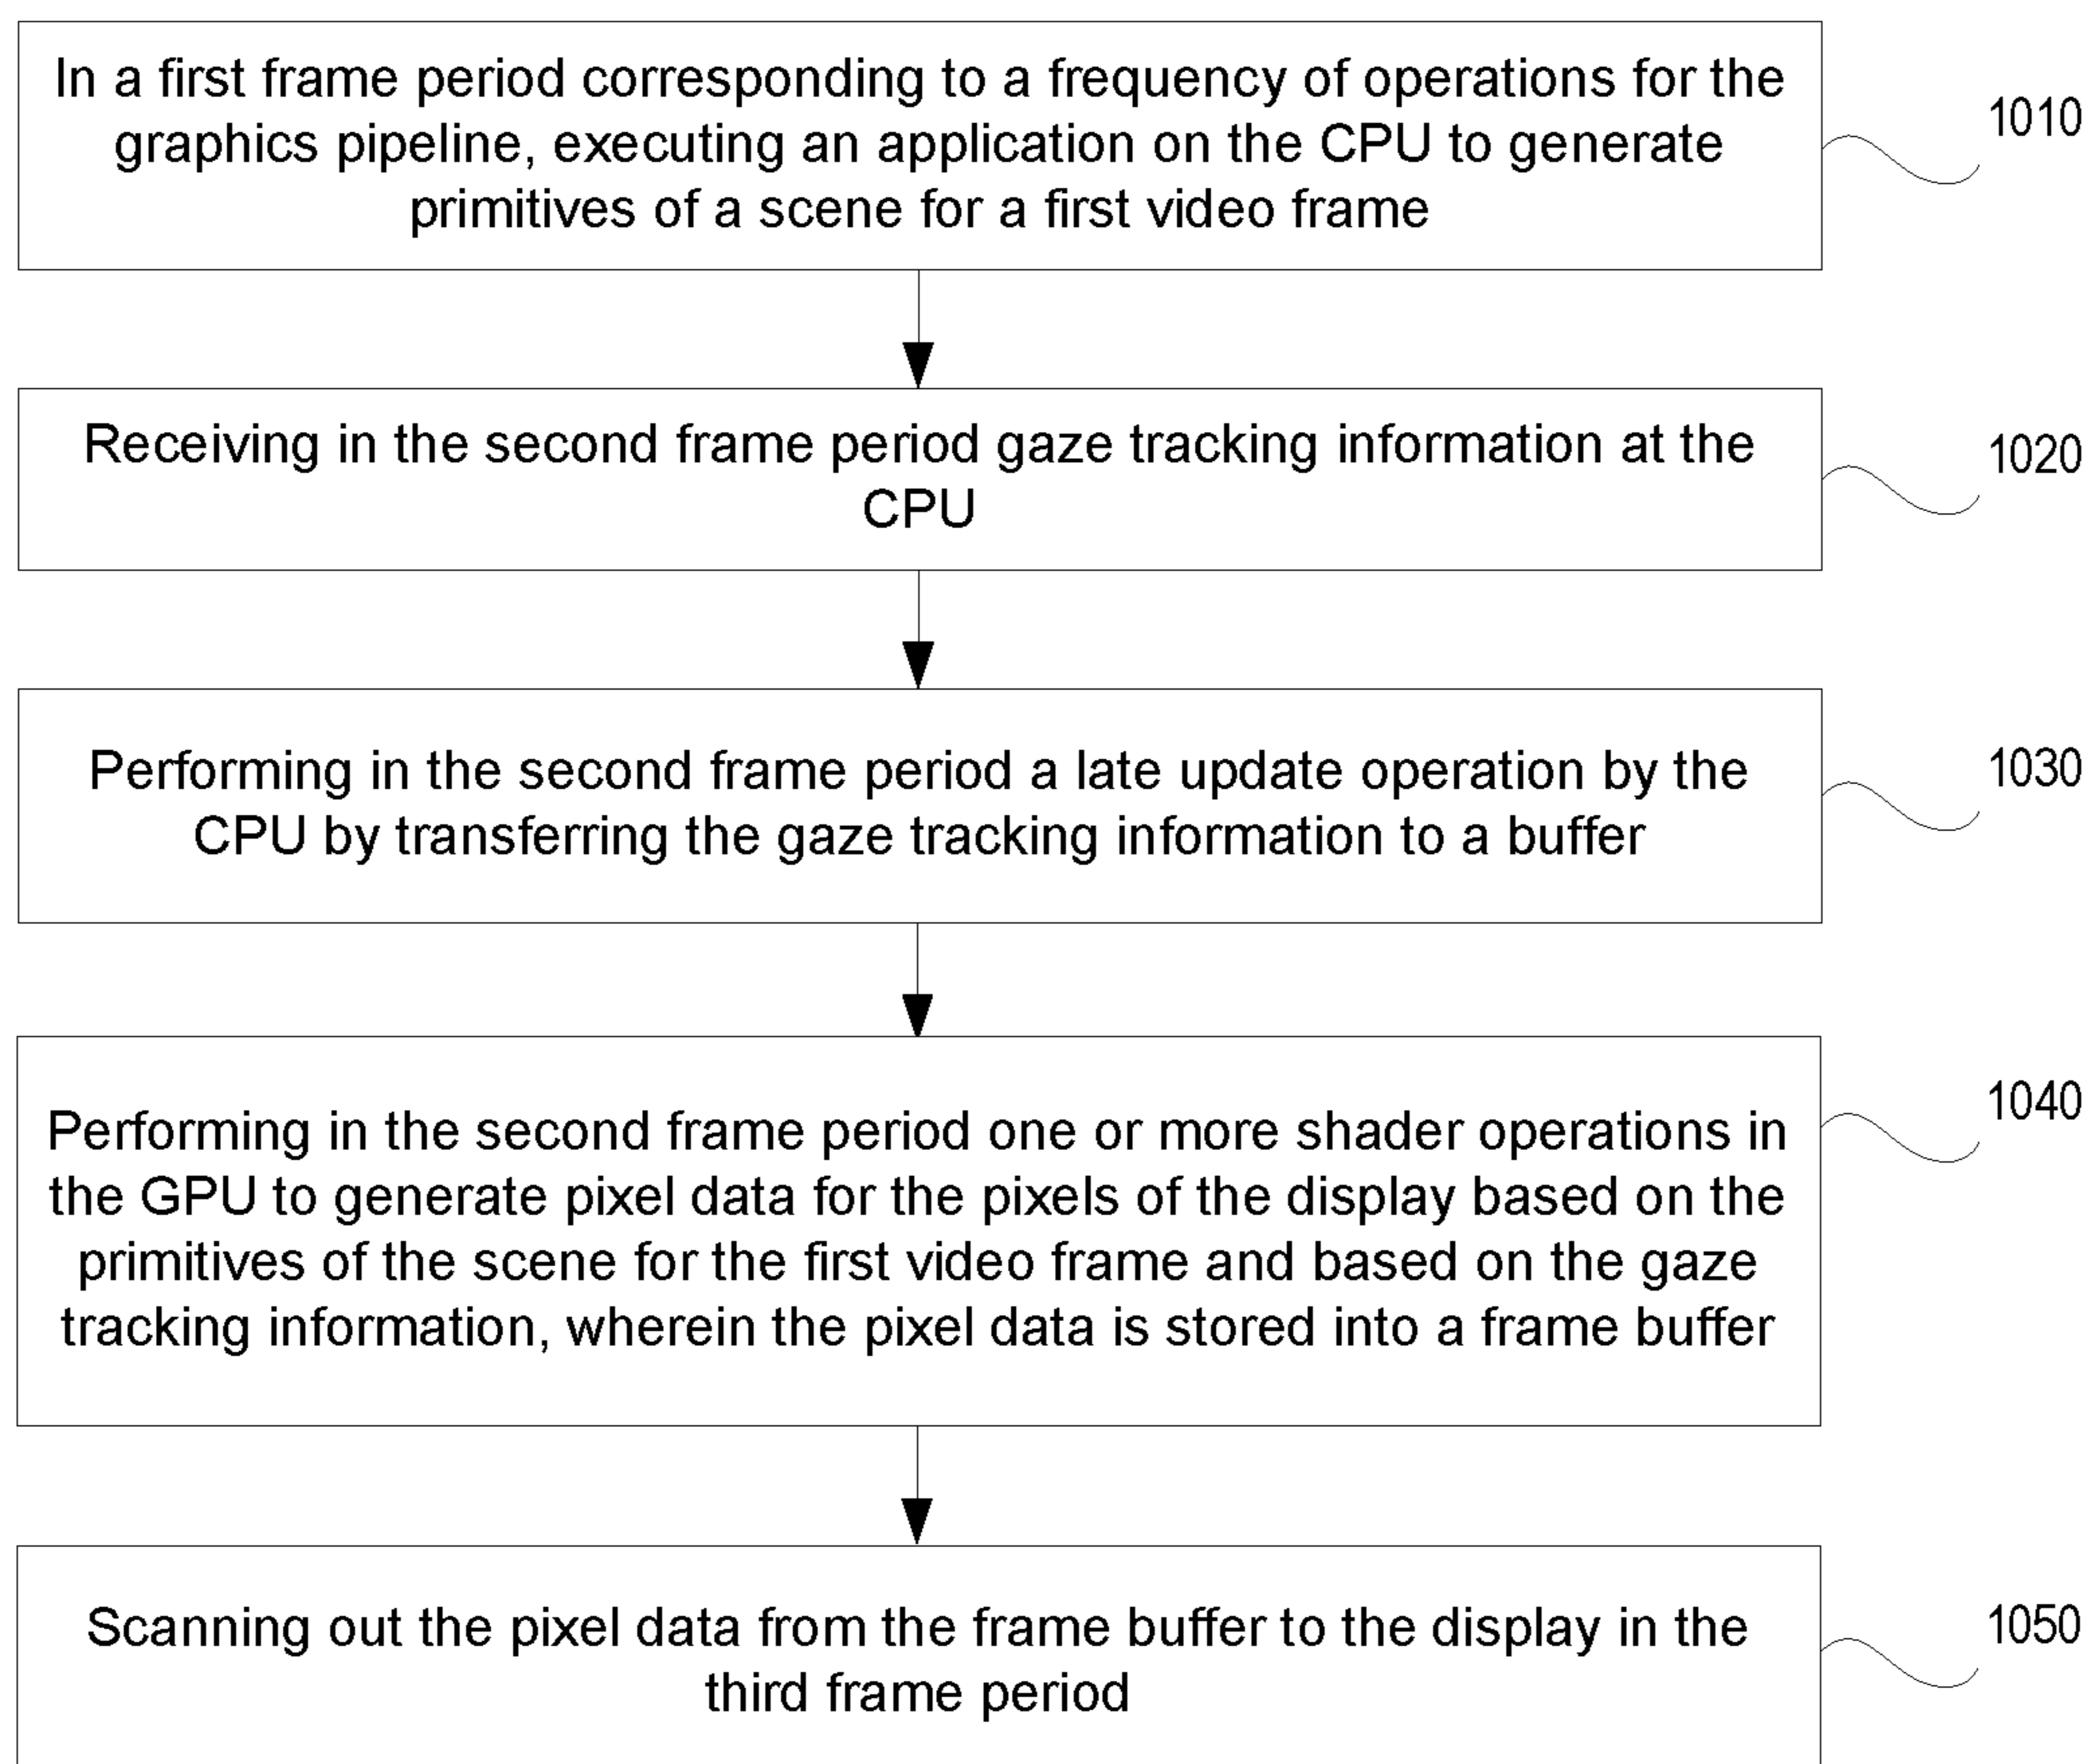 In a first frame period corresponding to a frequency of operations for the
graphics pipeline, executing an application on the CPU to generate
primitives of a scene for a first video frame
1010
Receiving in the second frame period gaze tracking information at the
CPU
1020
Performing in the second frame period a late update operation by the
CPU by transferring the gaze tracking information to a buffer
1030
Performing in the second frame period one or more shader operations in
the GPU to generate pixel data for the pixels of the display based on the
primitives of the scene for the first video frame and based on the gaze
tracking information, wherein the pixel data is stored into a frame buffer
1040
Scanning out the pixel data from the frame buffer to the display in the
third frame period
1050